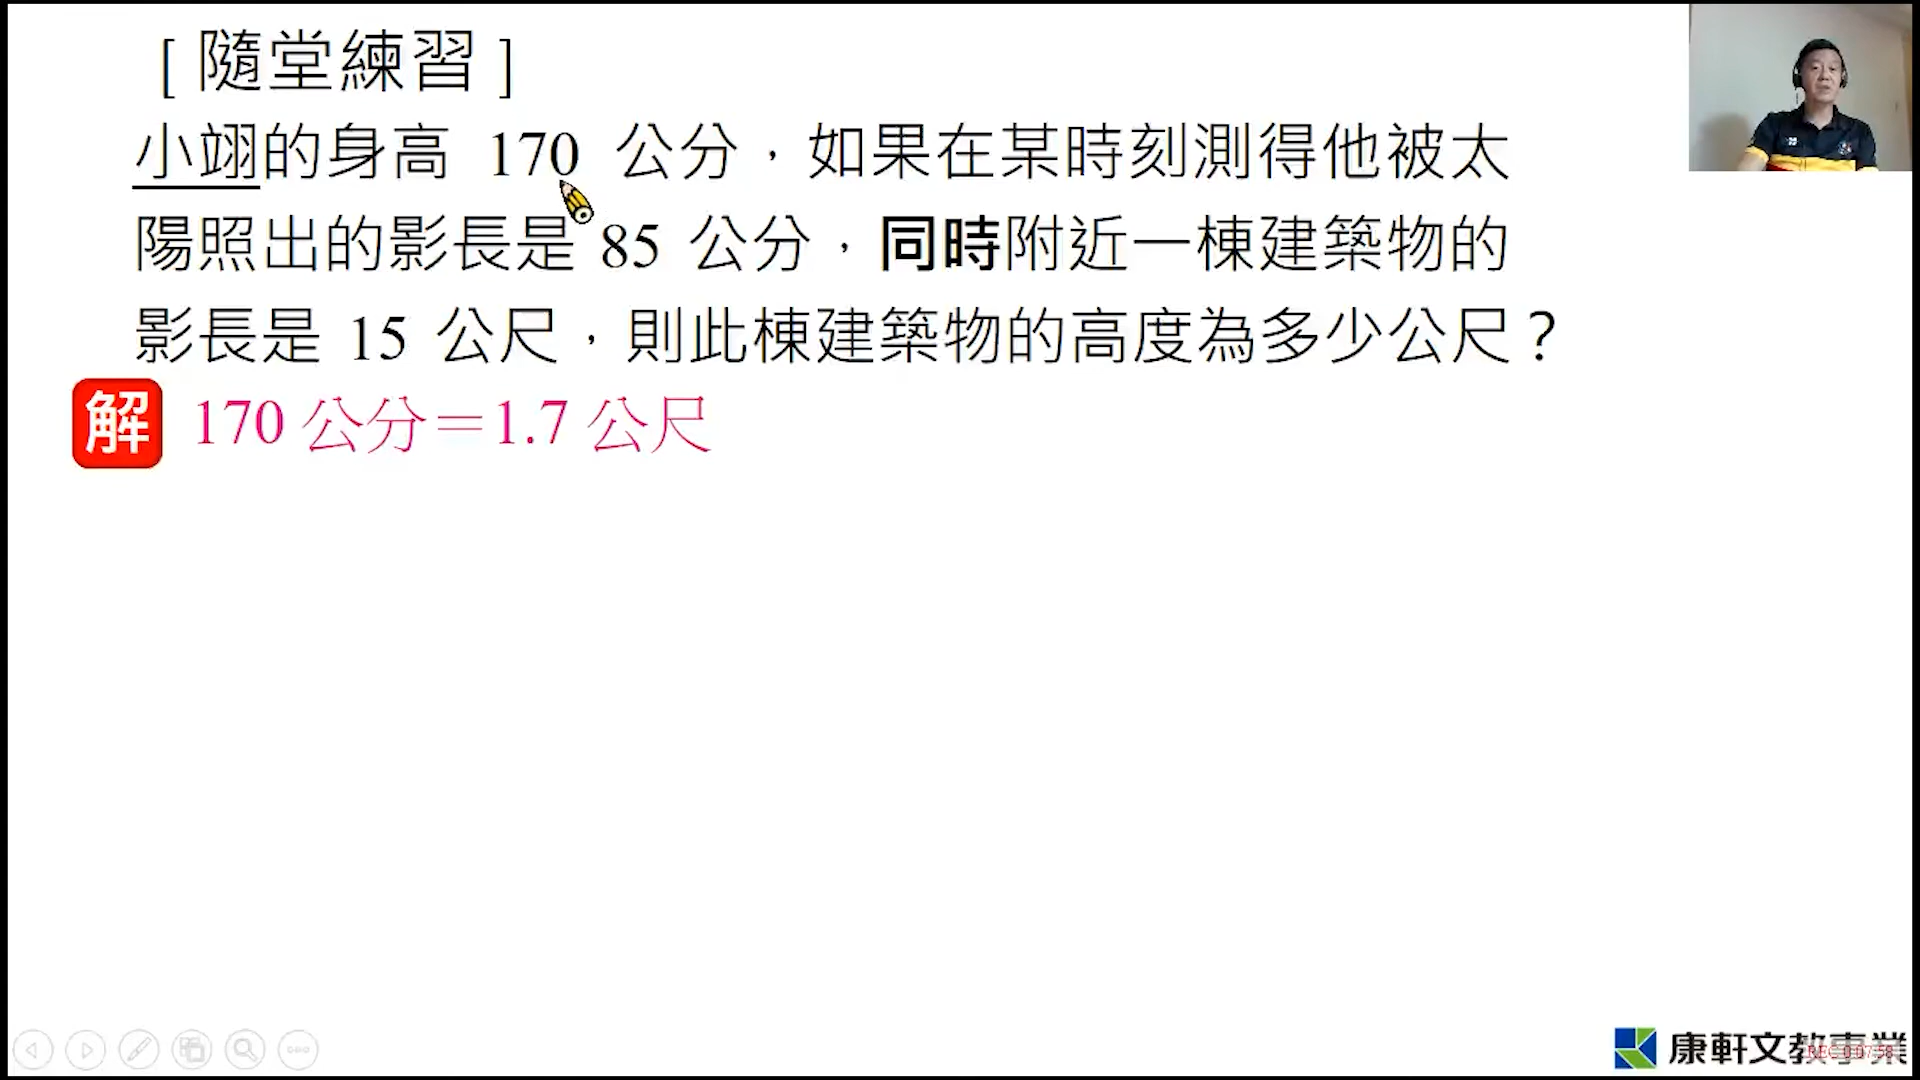 [ 隨堂練習 ]
小翊的身高 170 公分，如果在某時刻測得他被太
陽照出的影長是 85 公分，同時附近一棟建築物的
影長是 15 公尺，則此棟建築物的高度為多少公尺？
解 170 公分＝1.7 公尺
康軒文教事業
REC 0:07:58